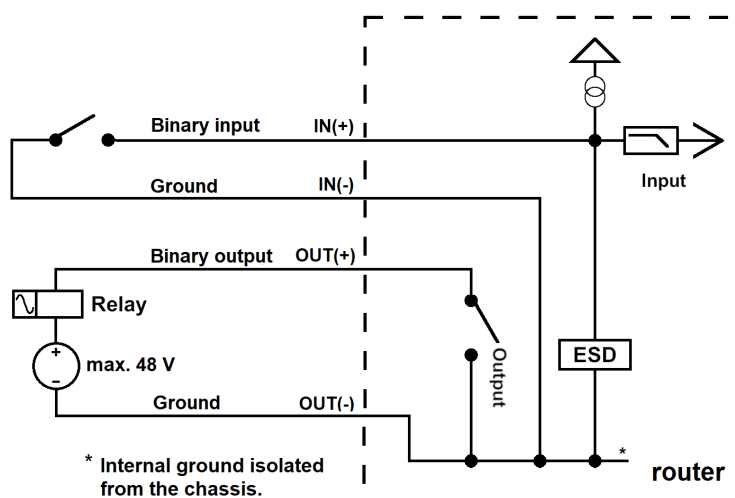 Binary input IN(+)
Input
Ground IN(-)
Binary output OUT(+)
Relay
+
max. 48 V
−
Output
ESD
Ground OUT(-)
*
* Internal ground isolated
from the chassis.
router